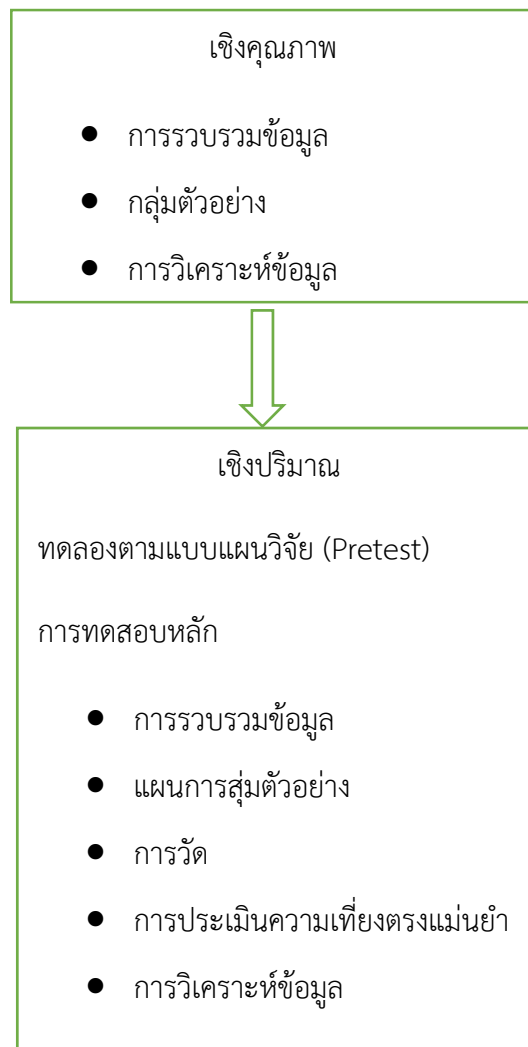 เชิงคุณภาพ
● การรวบรวมข้อมูล
● กลุ่มตัวอย่าง
● การวิเคราะห์ข้อมูล
เชิงปริมาณ
ทดลองตามแบบแผนวิจัย (Pretest)
การทดสอบหลัก
● การรวบรวมข้อมูล
● แผนการสุ่มตัวอย่าง
● การวัด
● การประเมินความเที่ยงตรงแม่นยำ
● การวิเคราะห์ข้อมูล